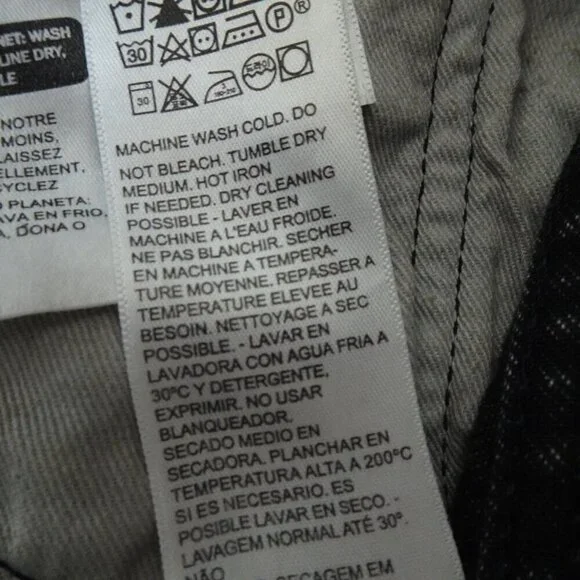 NET: WASH
LINE DRY,
LE
NOTRE
MOINS,
LAISSEZ
ELLEMENT,
CYCLEZ
O PLANETA:
AVA EN FRIO,
A, DONA O
30
P
®
30
MACHINE WASH COLD. DO
NOT BLEACH. TUMBLE DRY
MEDIUM. HOT IRON
IF NEEDED. DRY CLEANING
POSSIBLE - LAVER EN
MACHINE A L'EAU FROIDE.
NE PAS BLANCHIR. SECHER
EN MACHINE A TEMPERA-
TURE MOYENNE. REPASSER A
TEMPERATURE ELEVEE AU
BESOIN. NETTOYAGE A SEC
POSSIBLE. - LAVAR EN
LAVADORA CON AGUA FRIA A
30ºC Y DETERGENTE,
EXPRIMIR. NO USAR
BLANQUEADOR,
SECADO MEDIO EN
SECADORA. PLANCHAR EN
TEMPERATURA ALTA A 200°C
SI ES NECESARIO. ES
POSIBLE LAVAR EN SECO. -
LAVAGEM NORMAL ATÉ 30°.
NÃO